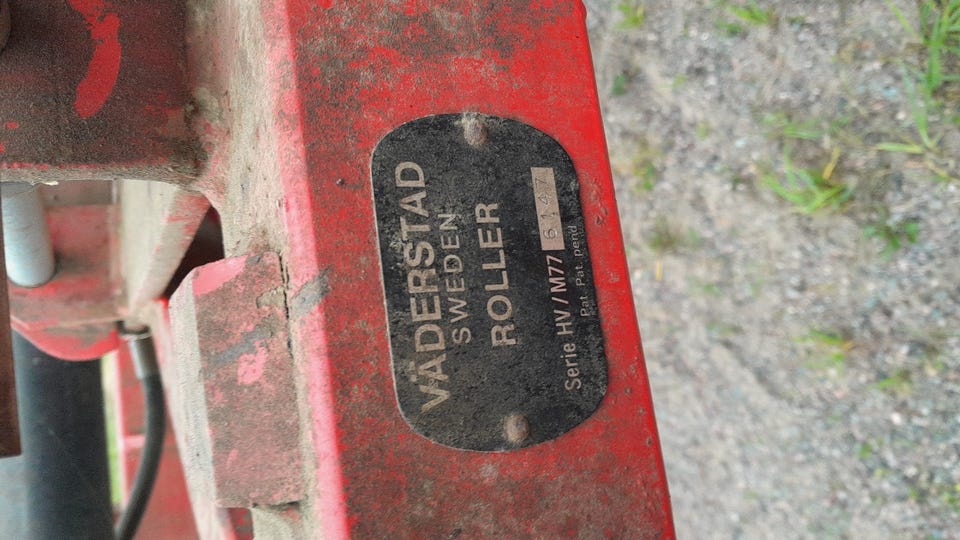 VÄDERSTAD
SWEDEN
ROLLER
Serie HV/M77 6147
Pat. Pat. pend